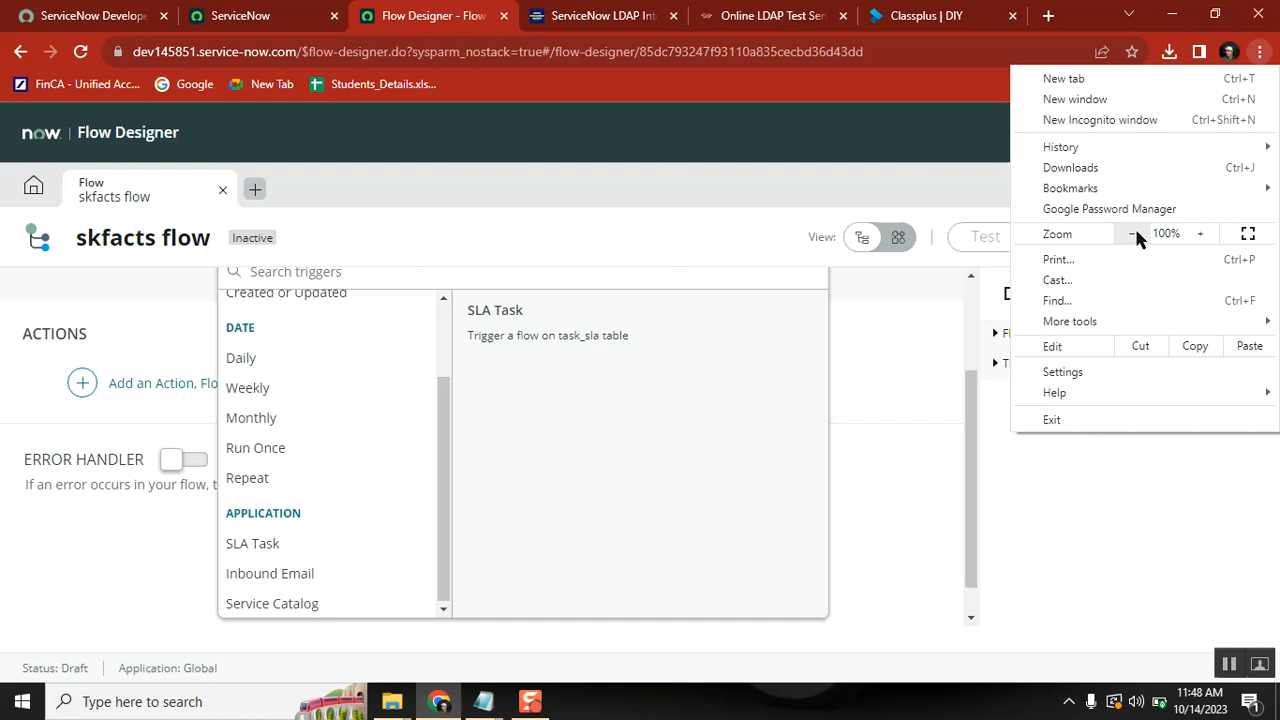 ServiceNow Develope
ServiceNow
Flow Designer - Flow
ServiceNow LDAP Int
Online LDAP Test Ser
Classplus | DIY
dev145851.service-now.com/$flow-designer.do?sysparm_nostack=true#/flow-designer/85dc793247f93110a835cecbd36d43dd
FinCA - Unified Acc...
Google
New Tab
Students_Details.xls...
now. | Flow Designer
Flow
skfacts flow
skfacts flow
Inactive
View:
Test
Search triggers
Created or Updated
DATE
Daily
Weekly
Monthly
Run Once
Repeat
APPLICATION
SLA Task
Inbound Email
Service Catalog
SLA Task
Trigger a flow on task_sla table
ACTIONS
Add an Action, Flo
ERROR HANDLER
If an error occurs in your flow, t
New tab Ctrl+T
New window Ctrl+N
New Incognito window Ctrl+Shift+N
History
Downloads Ctrl+J
Bookmarks
Google Password Manager
Zoom − 100% +
Print... Ctrl+P
Cast...
Find... Ctrl+F
More tools
Edit Cut Copy Paste
Settings
Help
Exit
Status: Draft
Application: Global
Type here to search
11:48 AM
10/14/2023